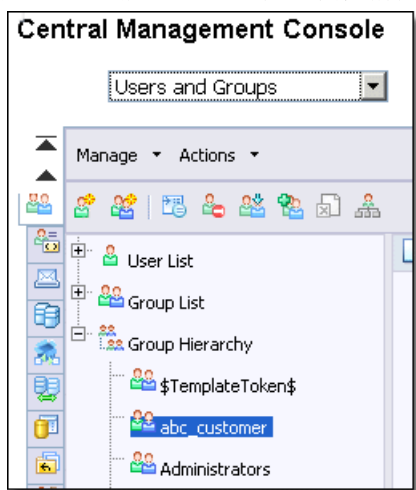 Central Management Console
Users and Groups
Manage Actions
User List
Group List
Group Hierarchy
$TemplateToken$
abc_customer
Administrators